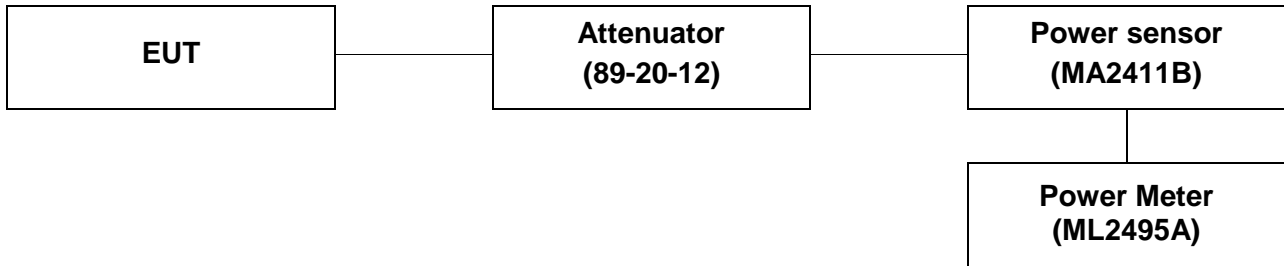 EUT
Attenuator
(89-20-12)
Power sensor
(MA2411B)
Power Meter
(ML2495A)